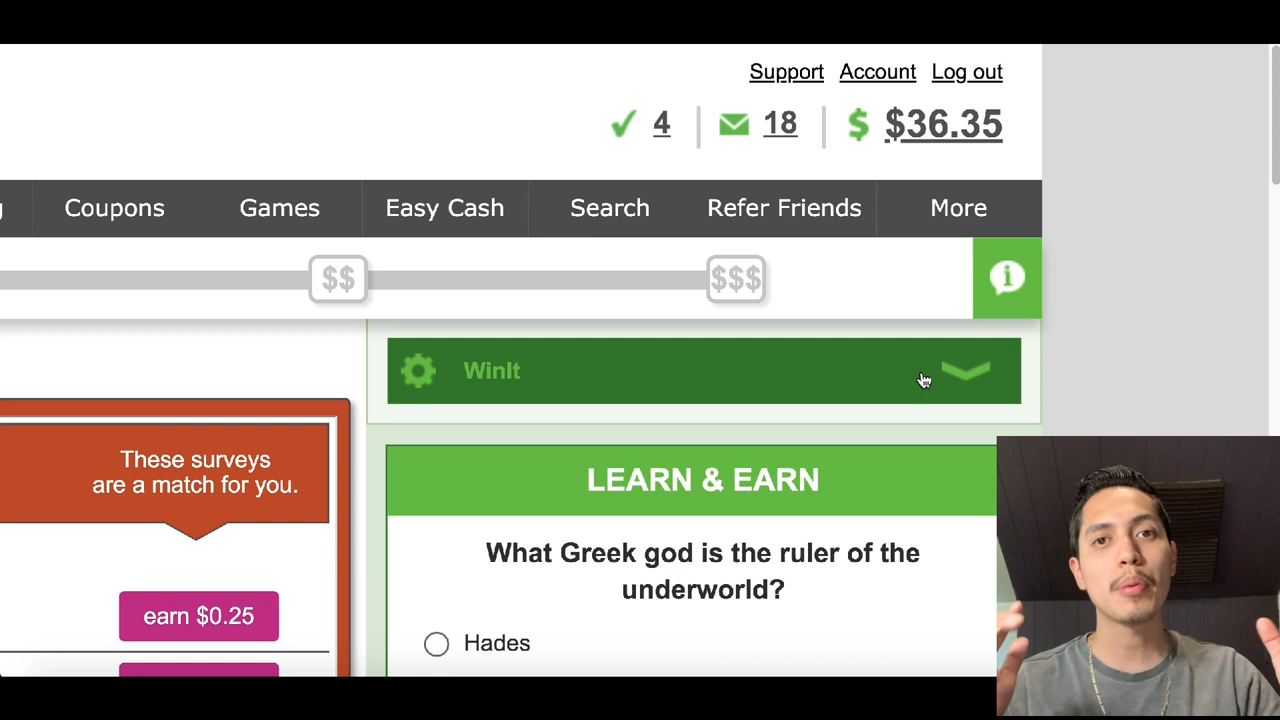 Support Account Log out
4 18 $ $36.35
Coupons Games Easy Cash Search Refer Friends More
$$ $$$ i
WinIt
These surveys
are a match for you.
LEARN & EARN
What Greek god is the ruler of the
underworld?
earn $0.25
Hades